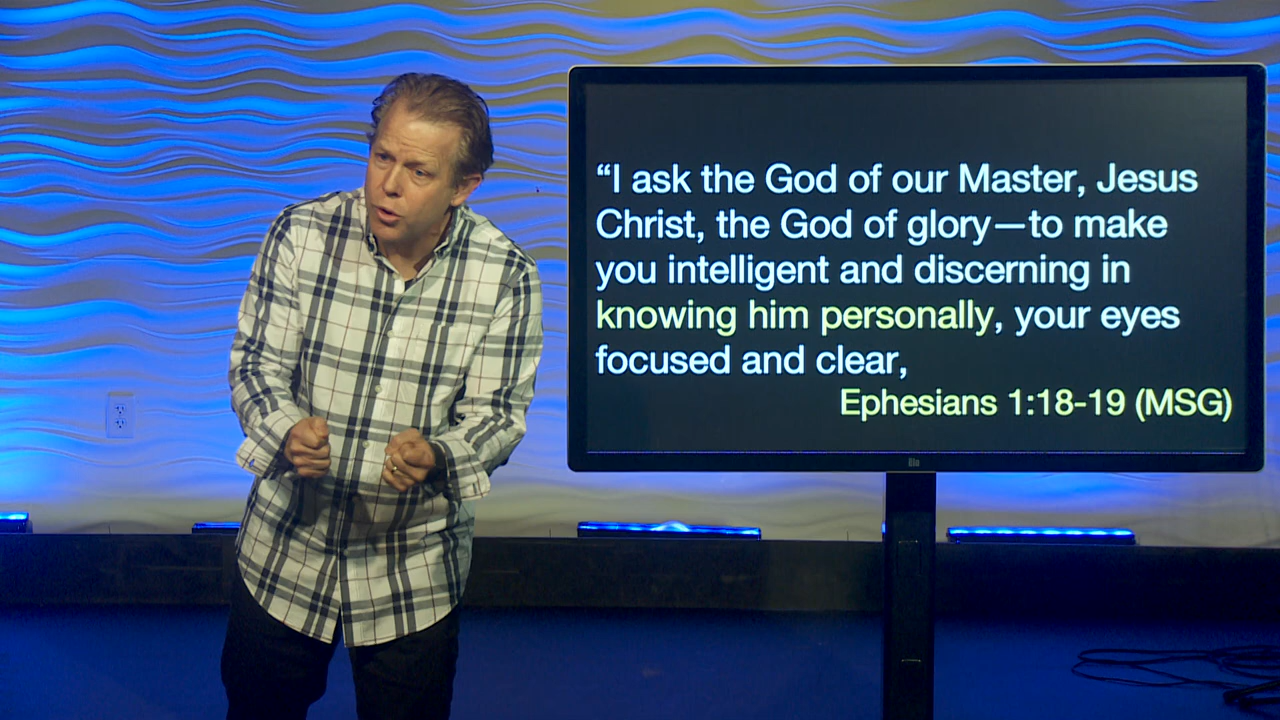 “I ask the God of our Master, Jesus
Christ, the God of glory—to make
you intelligent and discerning in
knowing him personally, your eyes
focused and clear,
Ephesians 1:18-19 (MSG)
Elo